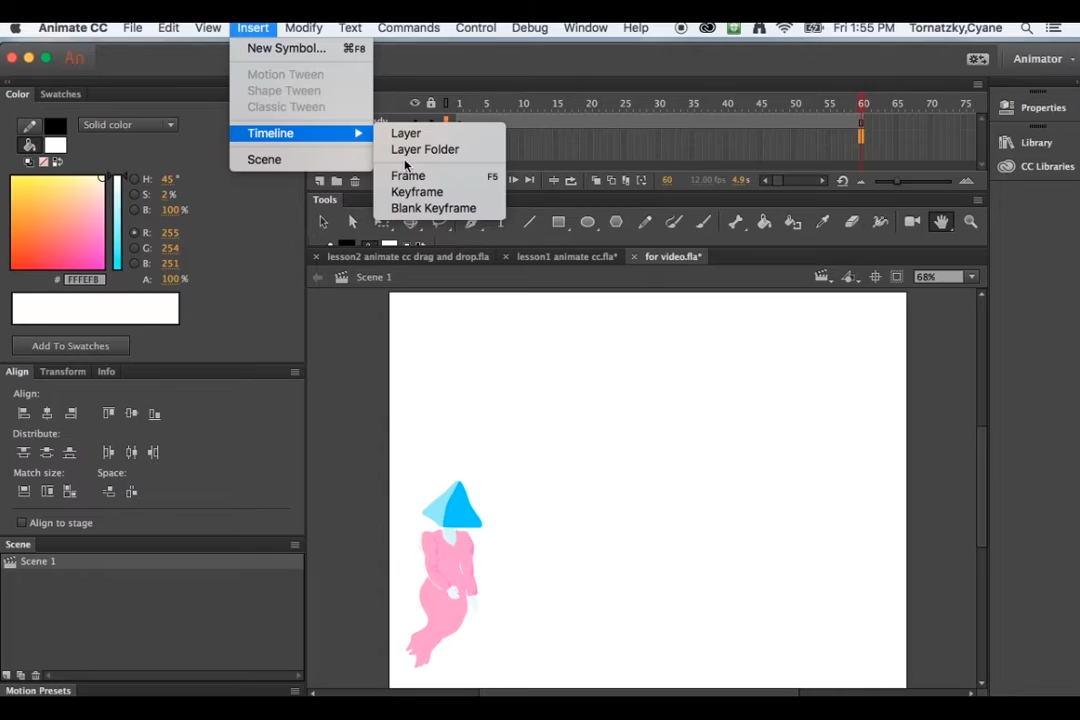 Animate CC File Edit View Insert Modify Text Commands Control Debug Window Help Fri 1:55 PM Tornatzky,Cyane
An Animator
New Symbol... ⌘F8
Motion Tween
Shape Tween
Classic Tween
Timeline
Scene
Layer
Layer Folder
Frame F5
Keyframe
Blank Keyframe
Color Swatches
Solid color
H: 45 °
S: 2 %
B: 100 %
R: 255
G: 254
B: 251
# FFFEFB A: 100 %
Add To Swatches
Align Transform Info
Align:
Distribute:
Match size: Space:
Align to stage
Scene
Scene 1
Motion Presets
1 5 10 15 20 25 30 35 40 45 50 55 60 65 70 75
60 12.00 fps 4.9 s
Tools
lesson2 animate cc drag and drop.fla lesson1 animate cc.fla* for video.fla*
Scene 1 68%
Properties
Library
CC Libraries